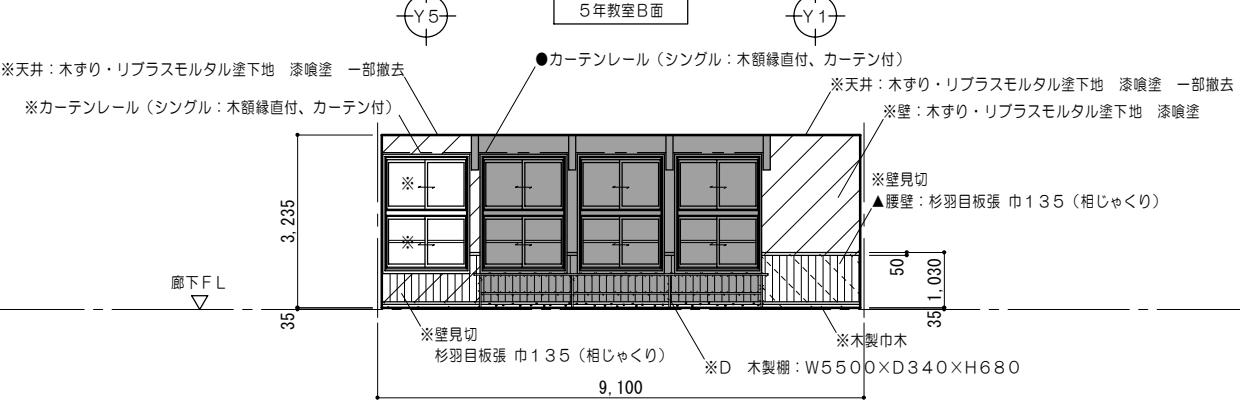 Y5
5年教室B面
Y1
※天井：木ずり・リブラスモルタル塗下地　漆喰塗　一部撤去
●カーテンレール（シングル：木額縁直付、カーテン付）
※天井：木ずり・リブラスモルタル塗下地　漆喰塗　一部撤去
※カーテンレール（シングル：木額縁直付、カーテン付）
※壁：木ずり・リブラスモルタル塗下地　漆喰塗
※
※壁見切
▲腰壁：杉羽目板張 巾135（相じゃくり）
3,235
※
50
1,030
廊下FL
35
35
※壁見切
杉羽目板張 巾135（相じゃくり）
※木製巾木
※D　木製棚：W5500×D340×H680
9,100